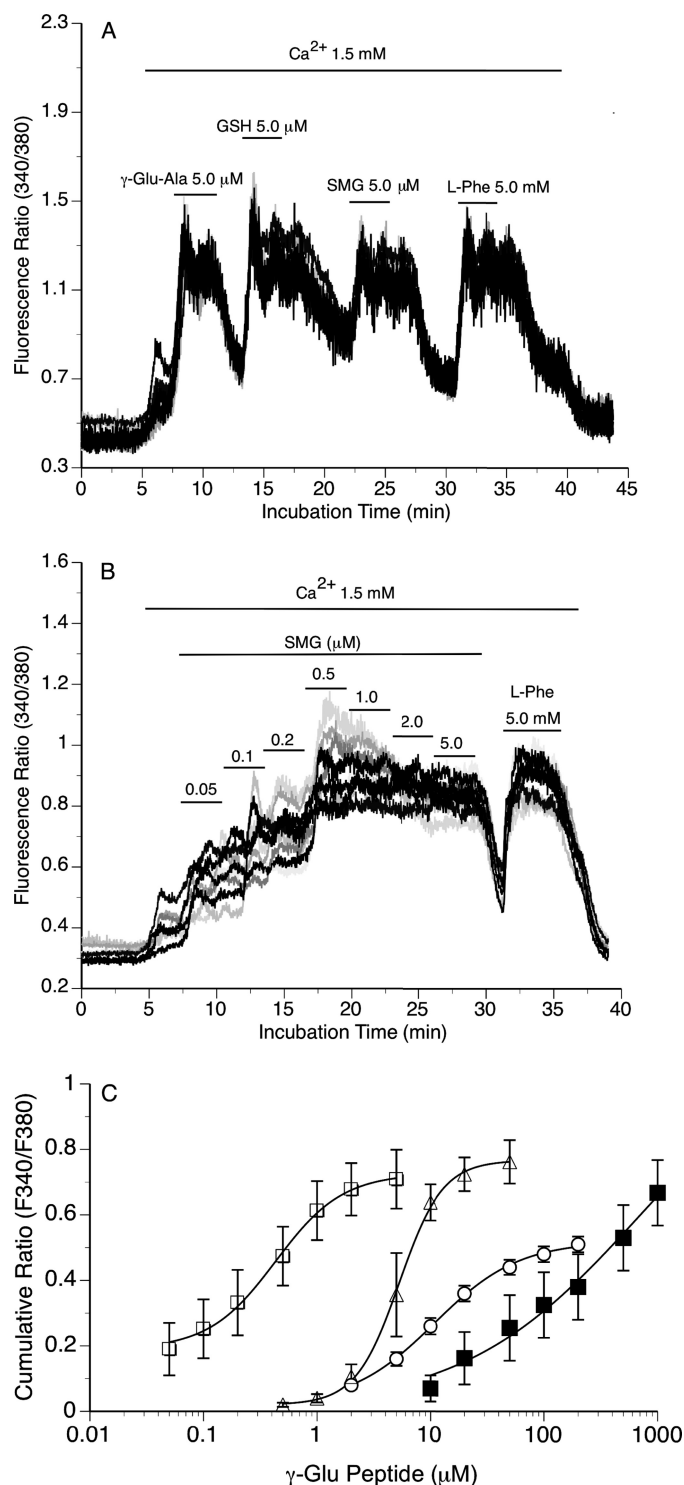 A
Ca2+ 1.5 mM
GSH 5.0 μM
γ-Glu-Ala 5.0 μM
SMG 5.0 μM
L-Phe 5.0 mM
Fluorescence Ratio (340/380)
2.3
1.9
1.5
1.1
0.7
0.3
0 5 10 15 20 25 30 35 40 45
Incubation Time (min)
B
Ca2+ 1.5 mM
SMG (μM)
0.05
0.1
0.2
0.5
1.0
2.0
5.0
L-Phe
5.0 mM
Fluorescence Ratio (340/380)
1.6
1.4
1.2
1
0.8
0.6
0.4
0.2
0 5 10 15 20 25 30 35 40
Incubation Time (min)
C
Cumulative Ratio (F340/F380)
1
0.8
0.6
0.4
0.2
0
0.01 0.1 1 10 100 1000
γ-Glu Peptide (μM)